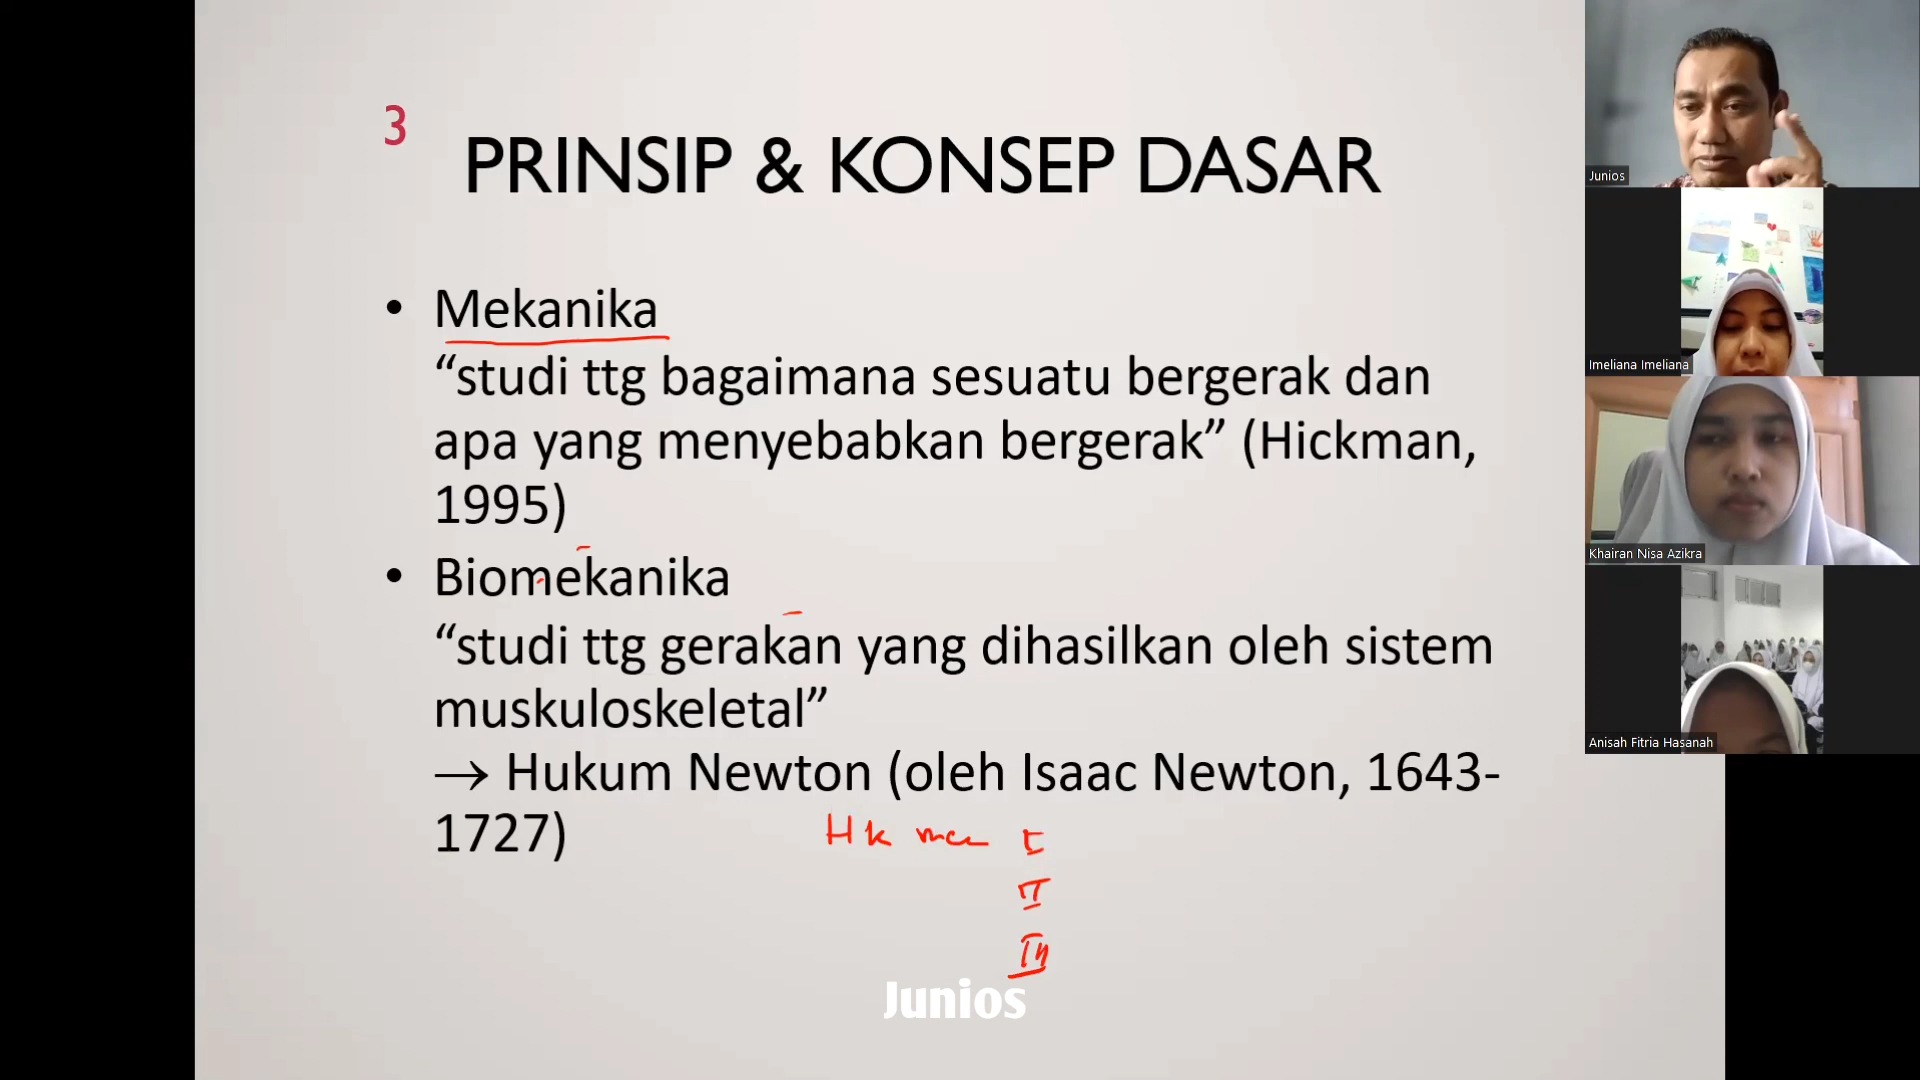 3
PRINSIP & KONSEP DASAR
• Mekanika
“studi ttg bagaimana sesuatu bergerak dan
apa yang menyebabkan bergerak” (Hickman,
1995)
• Biomekanika
“studi ttg gerakan yang dihasilkan oleh sistem
muskuloskeletal”
→ Hukum Newton (oleh Isaac Newton, 1643-
1727)
Hk I
II
III
Junios
Junios
Imeliana Imeliana
Khairan Nisa Azikra
Anisah Fitria Hasanah